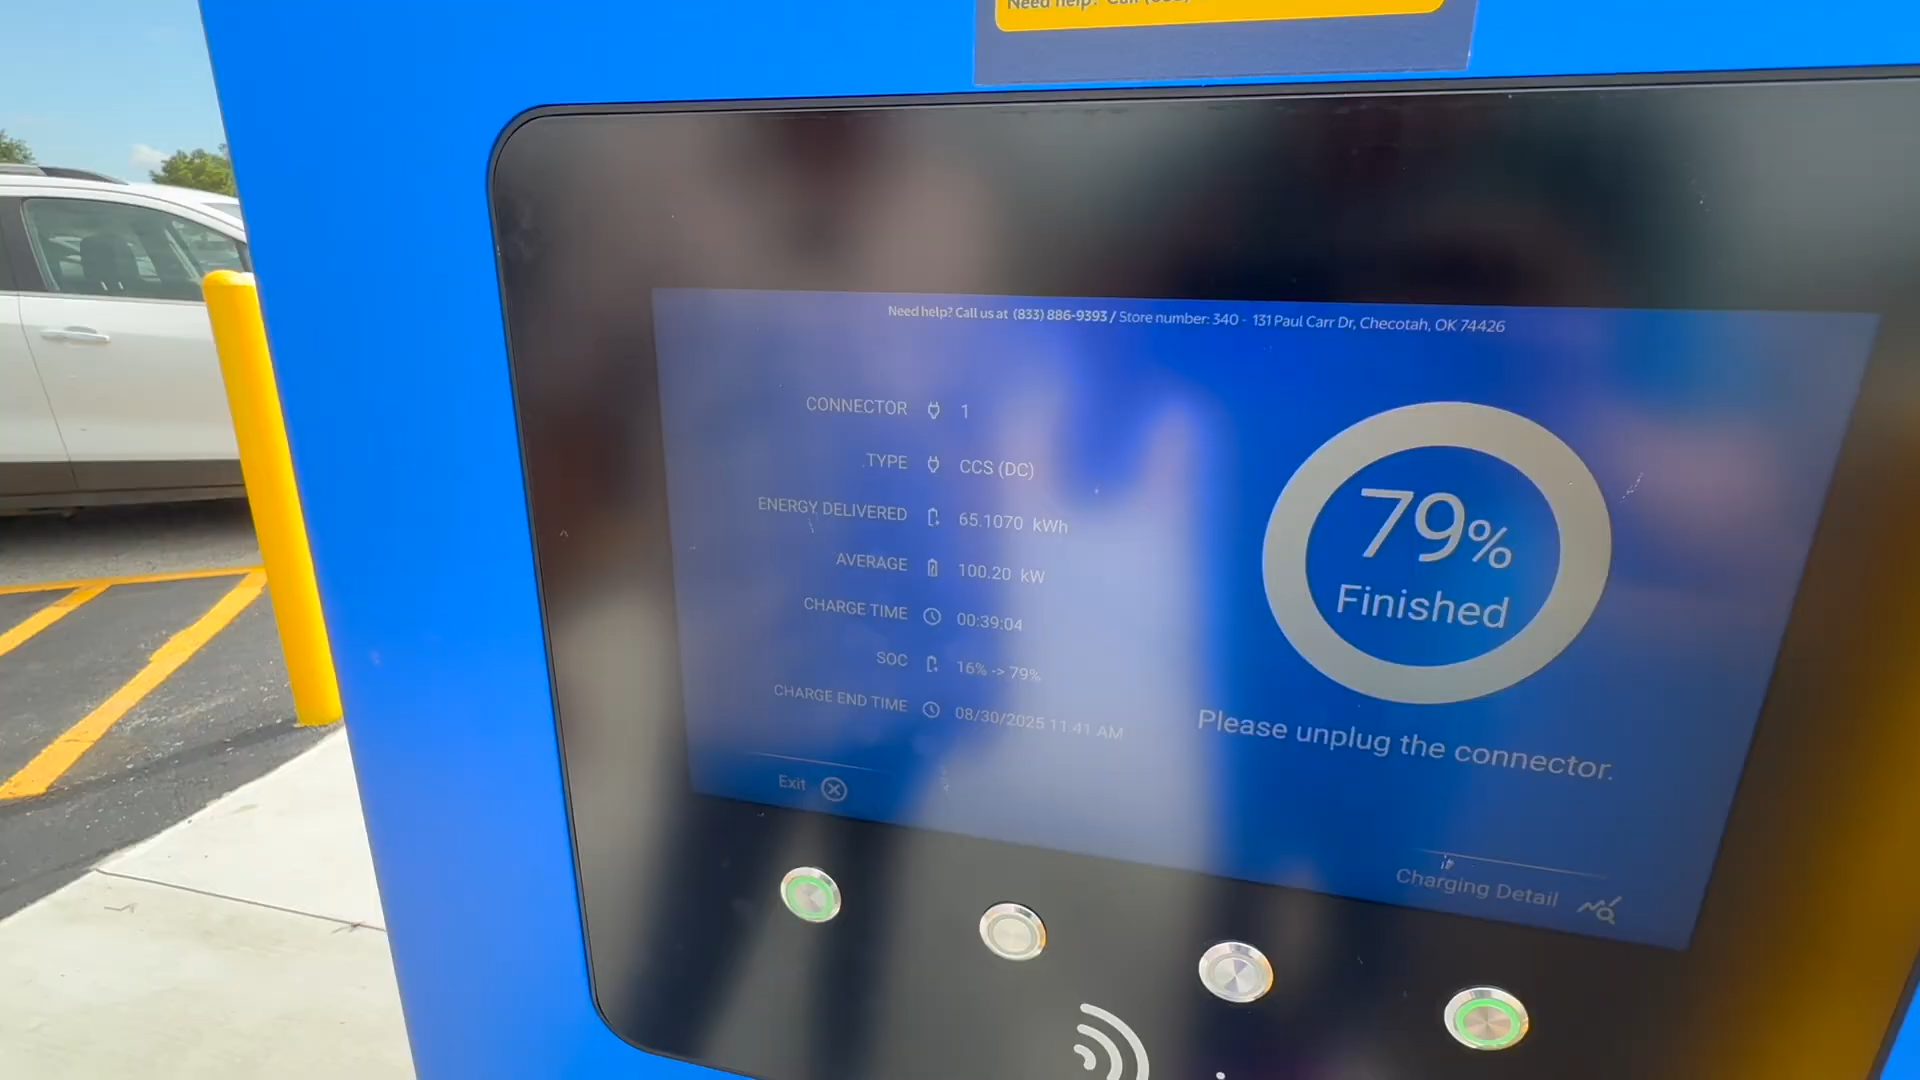 Need help? Call
Need help? Call us at (833) 886-9393 / Store number: 340 - 131 Paul Carr Dr, Checotah, OK 74426
CONNECTOR 1
TYPE CCS (DC)
ENERGY DELIVERED 65.1070 kWh
AVERAGE 100.20 kW
CHARGE TIME 00:39:04
SOC 16% -> 79%
CHARGE END TIME 08/30/2025 11:41 AM
79%
Finished
Please unplug the connector.
Exit
Charging Detail